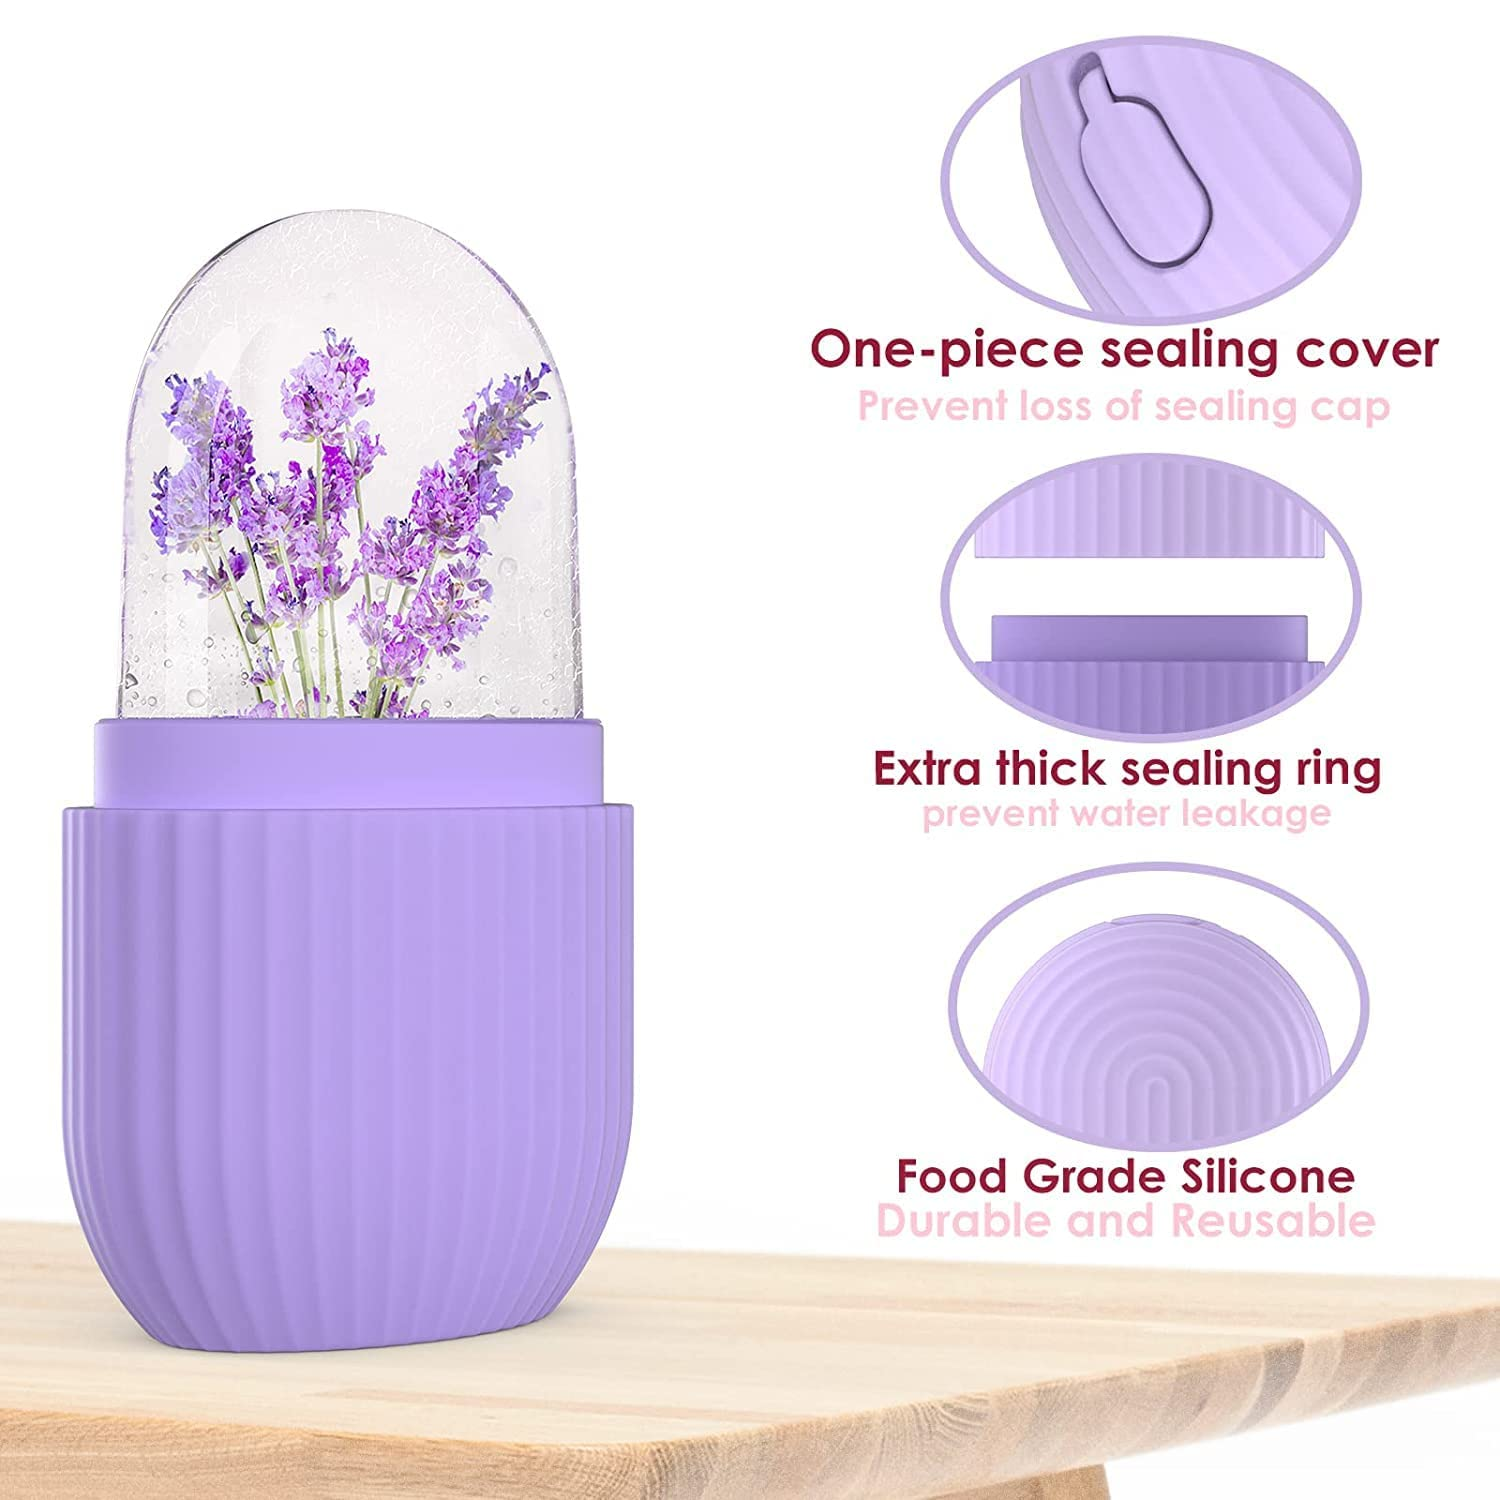 One-piece sealing cover
Prevent loss of sealing cap
Extra thick sealing ring
prevent water leakage
Food Grade Silicone
Durable and Reusable